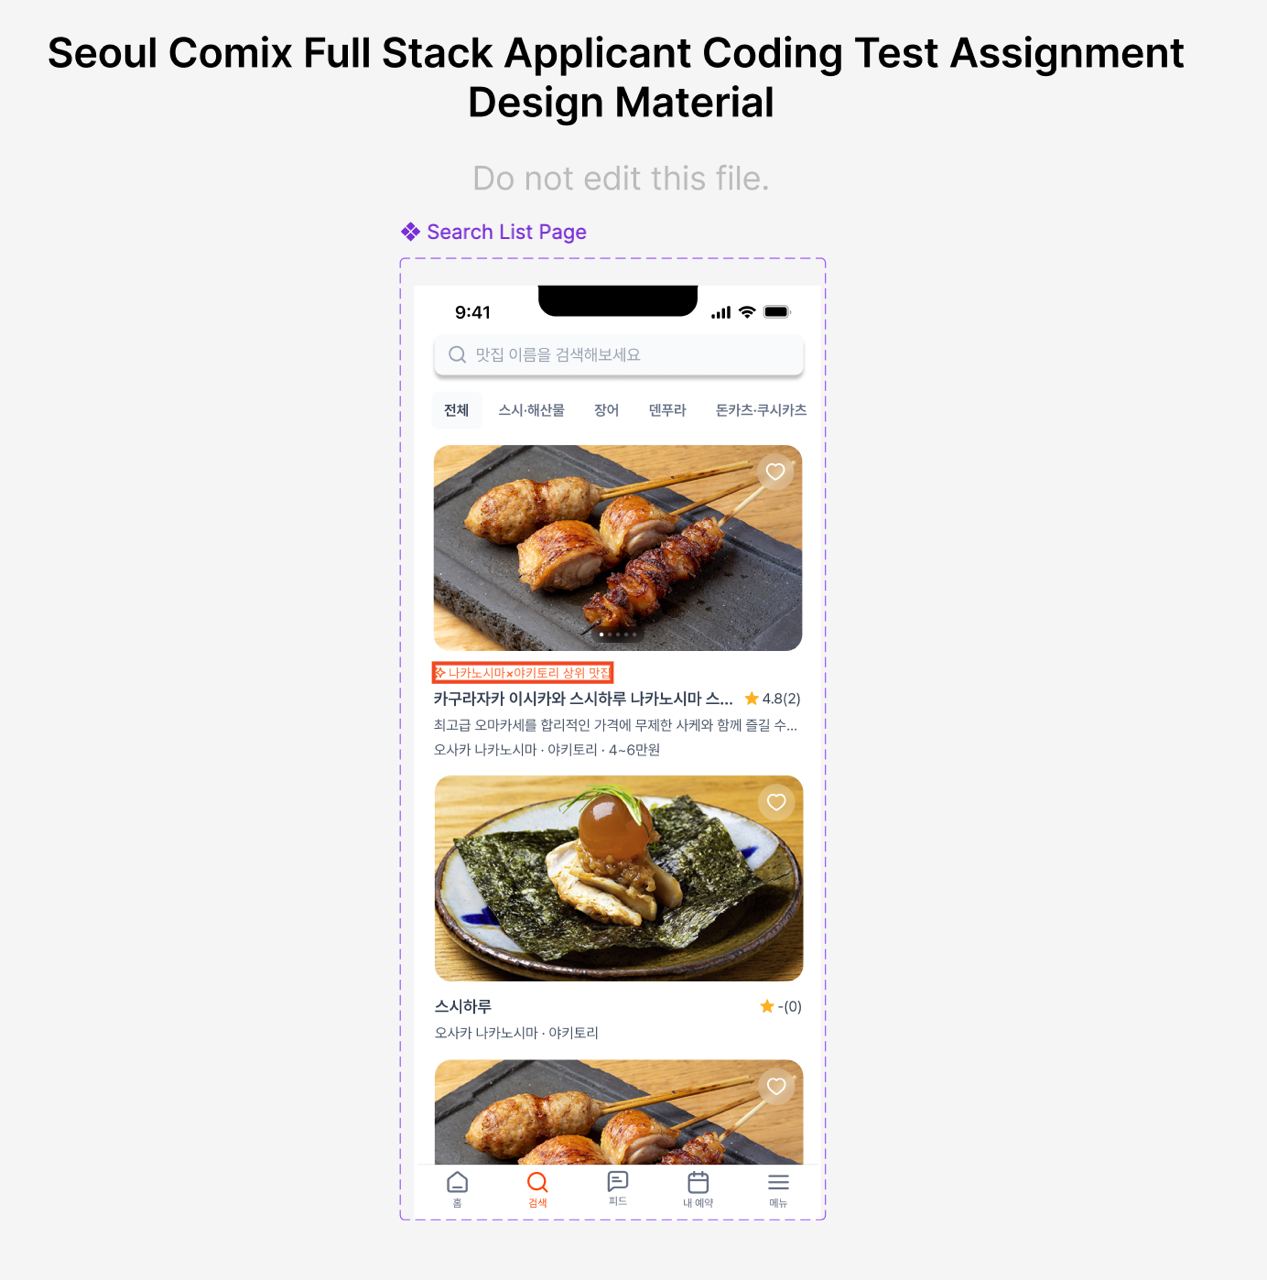 Seoul Comix Full Stack Applicant Coding Test Assignment
Design Material
Do not edit this file.
Search List Page
9:41
맛집 이름을 검색해보세요
전체 스시·해산물 장어 덴푸라 돈카츠·쿠시카츠
나카노시마×야키토리 상위 맛집
카구라자카 이시카와 스시하루 나카노시마 스... 4.8(2)
최고급 오마카세를 합리적인 가격에 무제한 사케와 함께 즐길 수...
오사카 나카노시마 · 야키토리 · 4~6만원
스시하루 -(0)
오사카 나카노시마 · 야키토리
홈 검색 피드 내 예약 메뉴